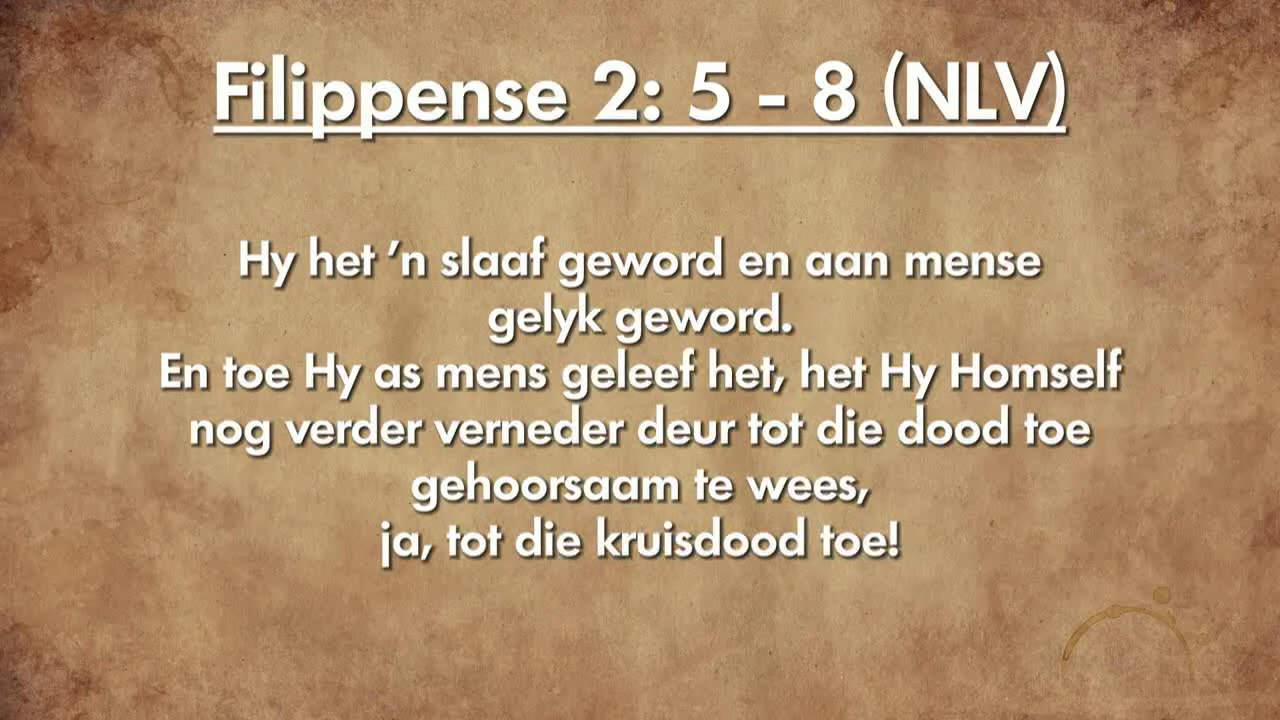 Filippense 2: 5 - 8 (NLV)
Hy het ’n slaaf geword en aan mense
gelyk geword.
En toe Hy as mens geleef het, het Hy Homself
nog verder verneder deur tot die dood toe
gehoorsaam te wees,
ja, tot die kruisdood toe!